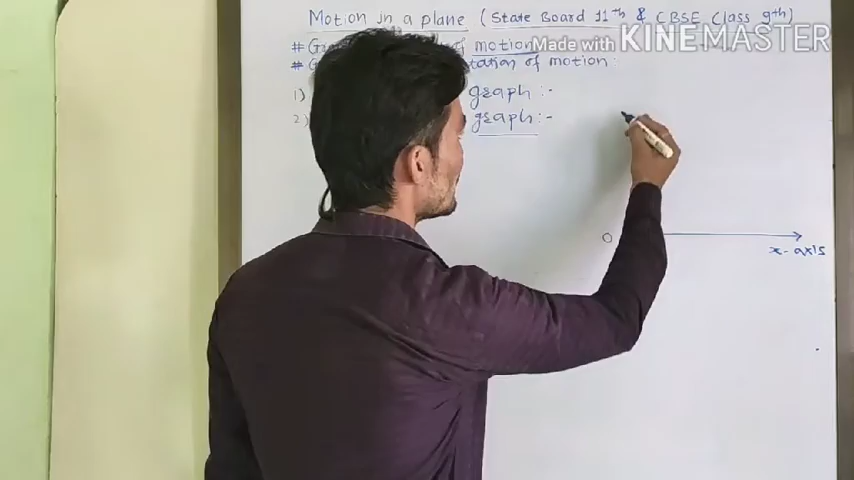 Motion in a plane (State Board 11th & CBSE Class 9th)
# of motion
# tation of motion :
1) graph :-
2) graph :-
O
x-axis
Made with KINEMASTER